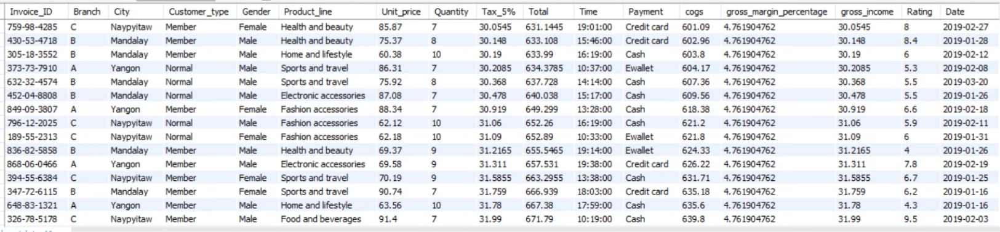 Invoice_ID Branch City Customer_type Gender Product_line Unit_price Quantity Tax_5% Total Time Payment cogs gross_margin_percentage gross_income Rating Date
759-98-4285 C Naypyitaw Member Female Health and beauty 85.87 7 30.0545 631.1445 19:01:00 Credit card 601.09 4.761904762 30.0545 8 2019-02-27
430-53-4718 B Mandalay Member Male Health and beauty 75.37 8 30.148 633.108 15:46:00 Credit card 602.96 4.761904762 30.148 8.4 2019-01-28
305-18-3552 B Mandalay Member Male Home and lifestyle 60.38 10 30.19 633.99 16:19:00 Cash 603.8 4.761904762 30.19 6 2019-02-12
373-73-7910 A Yangon Normal Male Sports and travel 86.31 7 30.2085 634.3785 10:37:00 Ewallet 604.17 4.761904762 30.2085 5.3 2019-02-08
632-32-4574 B Mandalay Normal Male Sports and travel 75.92 8 30.368 637.728 14:14:00 Cash 607.36 4.761904762 30.368 5.5 2019-03-20
452-04-8808 B Mandalay Normal Male Electronic accessories 87.08 7 30.478 640.038 15:17:00 Cash 609.56 4.761904762 30.478 5.5 2019-01-26
849-09-3807 A Yangon Member Female Fashion accessories 88.34 7 30.919 649.299 13:28:00 Cash 618.38 4.761904762 30.919 6.6 2019-02-18
796-12-2025 C Naypyitaw Normal Male Fashion accessories 62.12 10 31.06 652.26 16:19:00 Cash 621.2 4.761904762 31.06 5.9 2019-02-11
189-55-2313 C Naypyitaw Normal Female Fashion accessories 62.18 10 31.09 652.89 10:33:00 Ewallet 621.8 4.761904762 31.09 6 2019-01-31
836-82-5858 B Mandalay Member Male Health and beauty 69.37 9 31.2165 655.5465 19:14:00 Ewallet 624.33 4.761904762 31.2165 4 2019-01-26
868-06-0466 A Yangon Member Male Electronic accessories 69.58 9 31.311 657.531 19:38:00 Credit card 626.22 4.761904762 31.311 7.8 2019-02-19
394-55-6384 C Naypyitaw Member Female Sports and travel 70.19 9 31.5855 663.2955 13:38:00 Cash 631.71 4.761904762 31.5855 6.7 2019-01-25
347-72-6115 B Mandalay Member Female Sports and travel 90.74 7 31.759 666.939 18:03:00 Credit card 635.18 4.761904762 31.759 6.2 2019-01-16
648-83-1321 A Yangon Member Male Home and lifestyle 63.56 10 31.78 667.38 17:59:00 Cash 635.6 4.761904762 31.78 4.3 2019-01-16
326-78-5178 C Naypyitaw Member Male Food and beverages 91.4 7 31.99 671.79 10:19:00 Cash 639.8 4.761904762 31.99 9.5 2019-02-03